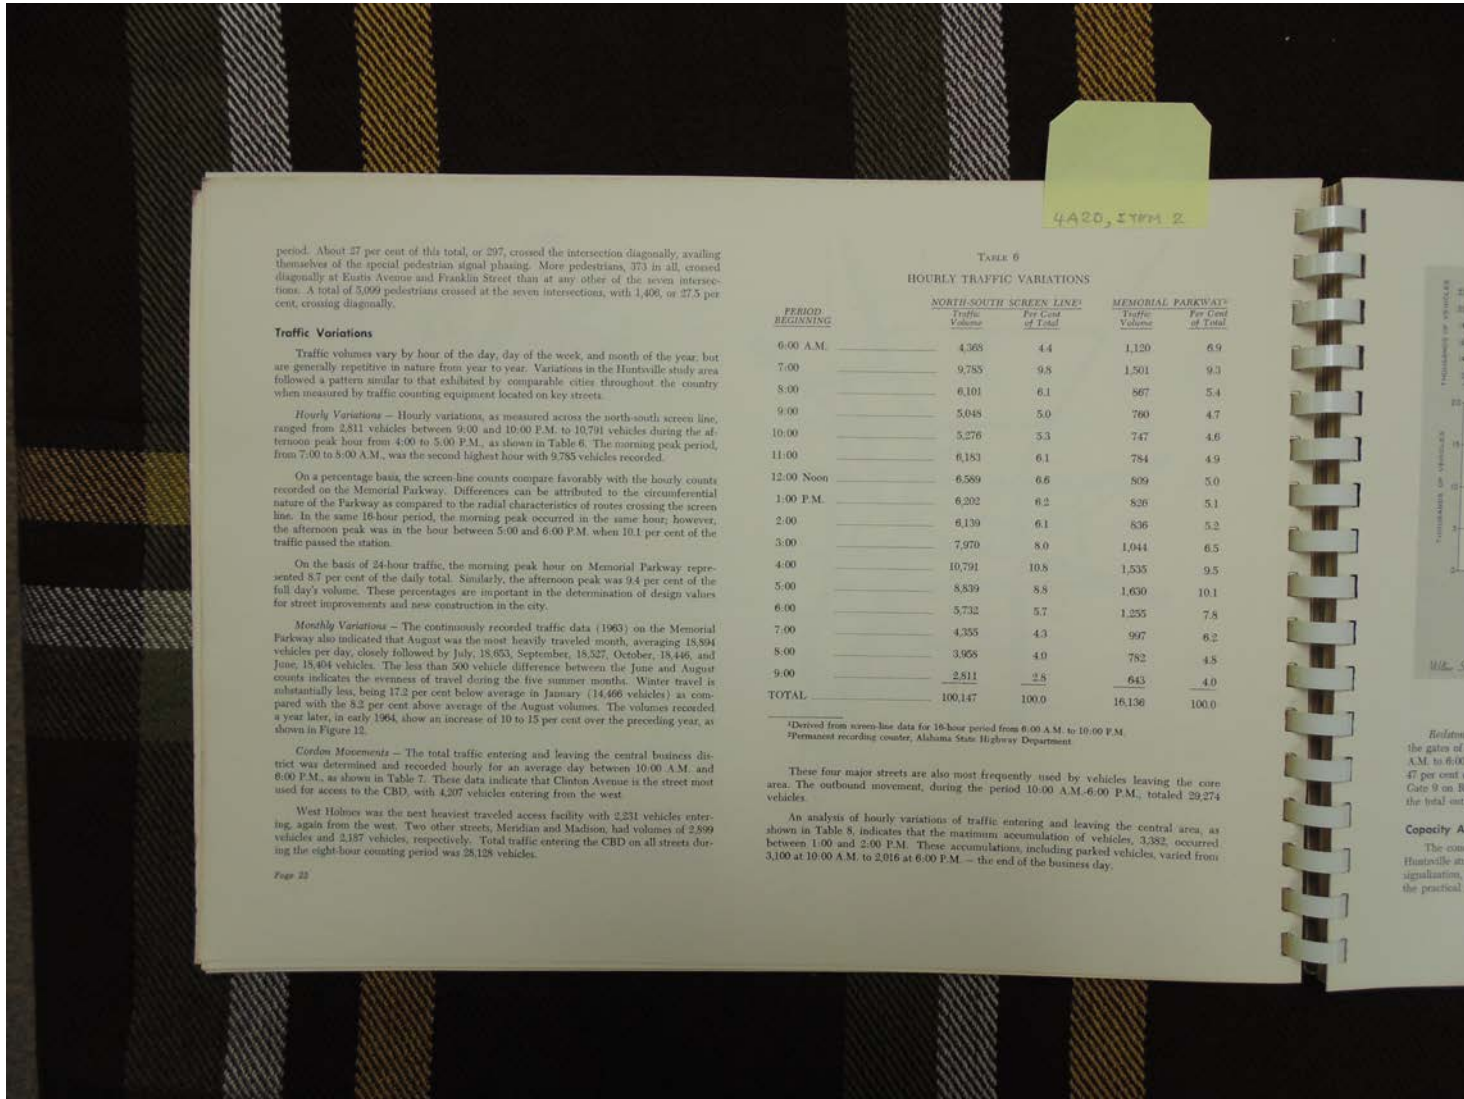 4A2D, ITEM 2
period. About 27 per cent of this total, or 297, crossed the intersection diagonally, availing
themselves of the special pedestrian signal phasing. More pedestrians, 373 in all, crossed
diagonally at Eustis Avenue and Franklin Street than at any other of the seven intersec-
tions. A total of 5,099 pedestrians crossed at the seven intersections, with 1,406, or 27.5 per
cent, crossing diagonally.
Traffic Variations
Traffic volumes vary by hour of the day, day of the week, and month of the year, but
are generally repetitive in nature from year to year. Variations in the Huntsville study area
followed a pattern similar to that exhibited by comparable cities throughout the country
when measured by traffic counting equipment located on key streets.
Hourly Variations — Hourly variations, as measured across the north-south screen line,
ranged from 2,811 vehicles between 9:00 and 10:00 P.M. to 10,791 vehicles during the af-
ternoon peak hour from 4:00 to 5:00 P.M., as shown in Table 6. The morning peak period,
from 7:00 to 8:00 A.M., was the second highest hour with 9,785 vehicles recorded.
On a percentage basis, the screen-line counts compare favorably with the hourly counts
recorded on the Memorial Parkway. Differences can be attributed to the circumferential
nature of the Parkway as compared to the radial characteristics of routes crossing the screen
line. In the same 16-hour period, the morning peak occurred in the same hour; however,
the afternoon peak was in the hour between 5:00 and 6:00 P.M. when 10.1 per cent of the
traffic passed the station.
On the basis of 24-hour traffic, the morning peak hour on Memorial Parkway repre-
sented 8.7 per cent of the daily total. Similarly, the afternoon peak was 9.4 per cent of the
full day's volume. These percentages are important in the determination of design values
for street improvements and new construction in the city.
Monthly Variations — The continuously recorded traffic data (1963) on the Memorial
Parkway also indicated that August was the most heavily traveled month, averaging 18,894
vehicles per day, closely followed by July, 18,653, September, 18,527, October, 18,446, and
June, 18,404 vehicles. The less than 500 vehicle difference between the June and August
counts indicates the evenness of travel during the five summer months. Winter travel is
substantially less, being 17.2 per cent below average in January (14,466 vehicles) as com-
pared with the 8.2 per cent above average of the August volumes. The volumes recorded
a year later, in early 1964, show an increase of 10 to 15 per cent over the preceding year, as
shown in Figure 12.
Cordon Movements — The total traffic entering and leaving the central business dis-
trict was determined and recorded hourly for an average day between 10:00 A.M. and
6:00 P.M., as shown in Table 7. These data indicate that Clinton Avenue is the street most
used for access to the CBD, with 4,207 vehicles entering from the west.
West Holmes was the next heaviest traveled access facility with 2,231 vehicles enter-
ing, again from the west. Two other streets, Meridian and Madison, had volumes of 2,899
vehicles and 2,187 vehicles, respectively. Total traffic entering the CBD on all streets dur-
ing the eight-hour counting period was 28,128 vehicles.
Page 22
TABLE 6
HOURLY TRAFFIC VARIATIONS
NORTH-SOUTH SCREEN LINE¹ MEMORIAL PARKWAY²
PERIOD BEGINNING Traffic Volume Per Cent of Total Traffic Volume Per Cent of Total
6:00 A.M. 4,368 4.4 1,120 6.9
7:00 9,785 9.8 1,501 9.3
8:00 6,101 6.1 867 5.4
9:00 5,048 5.0 760 4.7
10:00 5,276 5.3 747 4.6
11:00 6,183 6.1 784 4.9
12:00 Noon 6,589 6.6 809 5.0
1:00 P.M. 6,202 6.2 826 5.1
2:00 6,139 6.1 836 5.2
3:00 7,970 8.0 1,044 6.5
4:00 10,791 10.8 1,535 9.5
5:00 8,839 8.8 1,630 10.1
6:00 5,732 5.7 1,255 7.8
7:00 4,355 4.3 997 6.2
8:00 3,958 4.0 782 4.8
9:00 2,811 2.8 643 4.0
TOTAL 100,147 100.0 16,136 100.0
¹Derived from screen-line data for 16-hour period from 6:00 A.M. to 10:00 P.M.
²Permanent recording counter, Alabama State Highway Department.
These four major streets are also most frequently used by vehicles leaving the core
area. The outbound movement, during the period 10:00 A.M.-6:00 P.M., totaled 29,274
vehicles.
An analysis of hourly variations of traffic entering and leaving the central area, as
shown in Table 8, indicates that the maximum accumulation of vehicles, 3,382, occurred
between 1:00 and 2:00 P.M. These accumulations, including parked vehicles, varied from
3,100 at 10:00 A.M. to 2,016 at 6:00 P.M. — the end of the business day.
THOUSANDS OF VEHICLES
THOUSANDS OF VEHICLES
Wilbur S
Redston
the gates of
A.M. to 6:00
47 per cent
Gate 9 on R
the total ent
Capacity A
The cond
Huntsville
signalization,
the practical